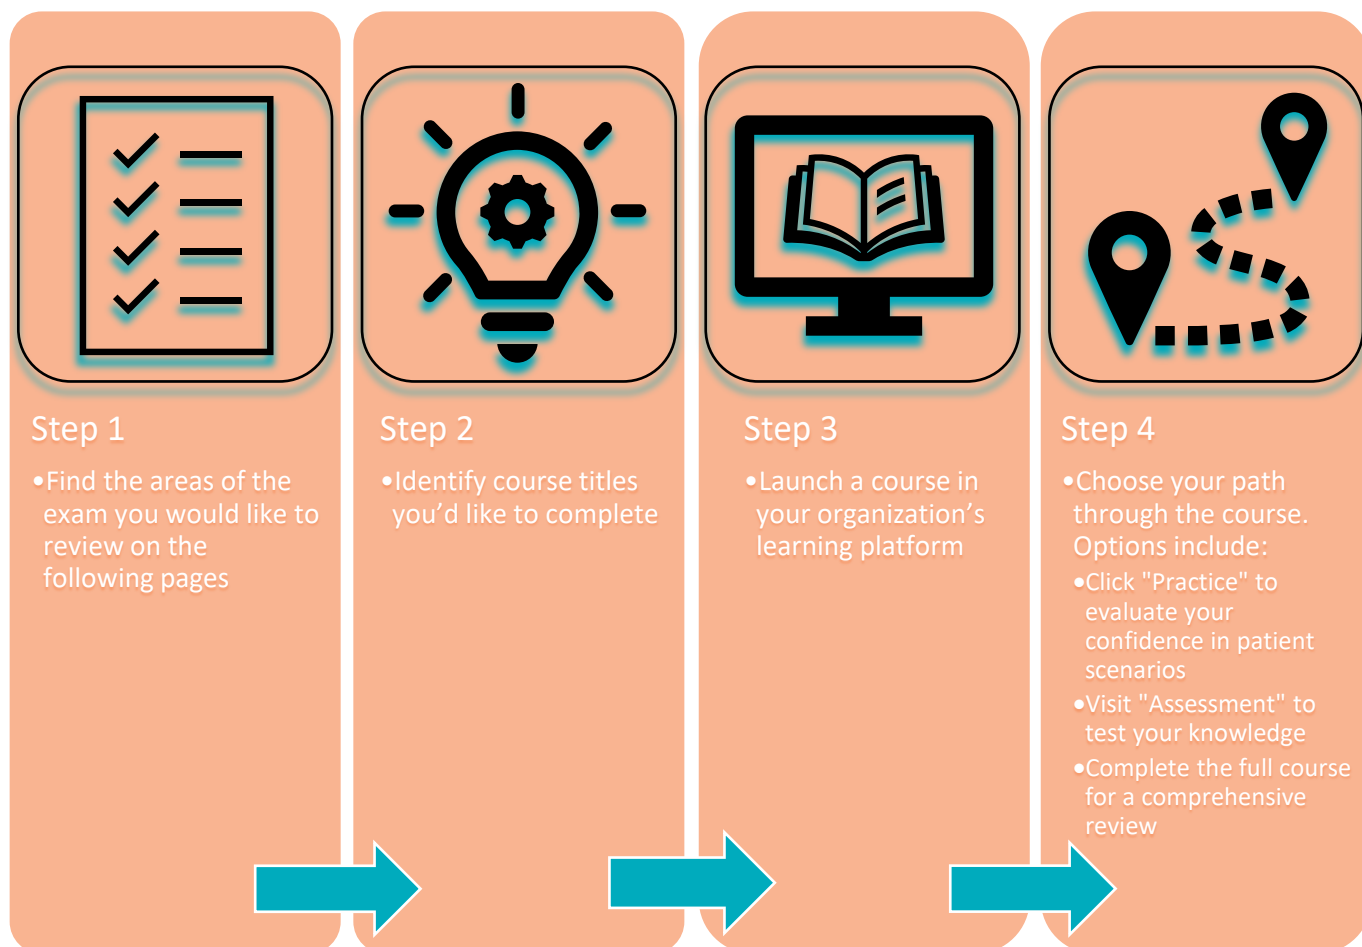 Step 1
•Find the areas of the
exam you would like to
review on the
following pages
Step 2
•Identify course titles
you’d like to complete
Step 3
•Launch a course in
your organization’s
learning platform
Step 4
•Choose your path
through the course.
Options include:
•Click "Practice" to
evaluate your
confidence in patient
scenarios
•Visit "Assessment" to
test your knowledge
•Complete the full course
for a comprehensive
review